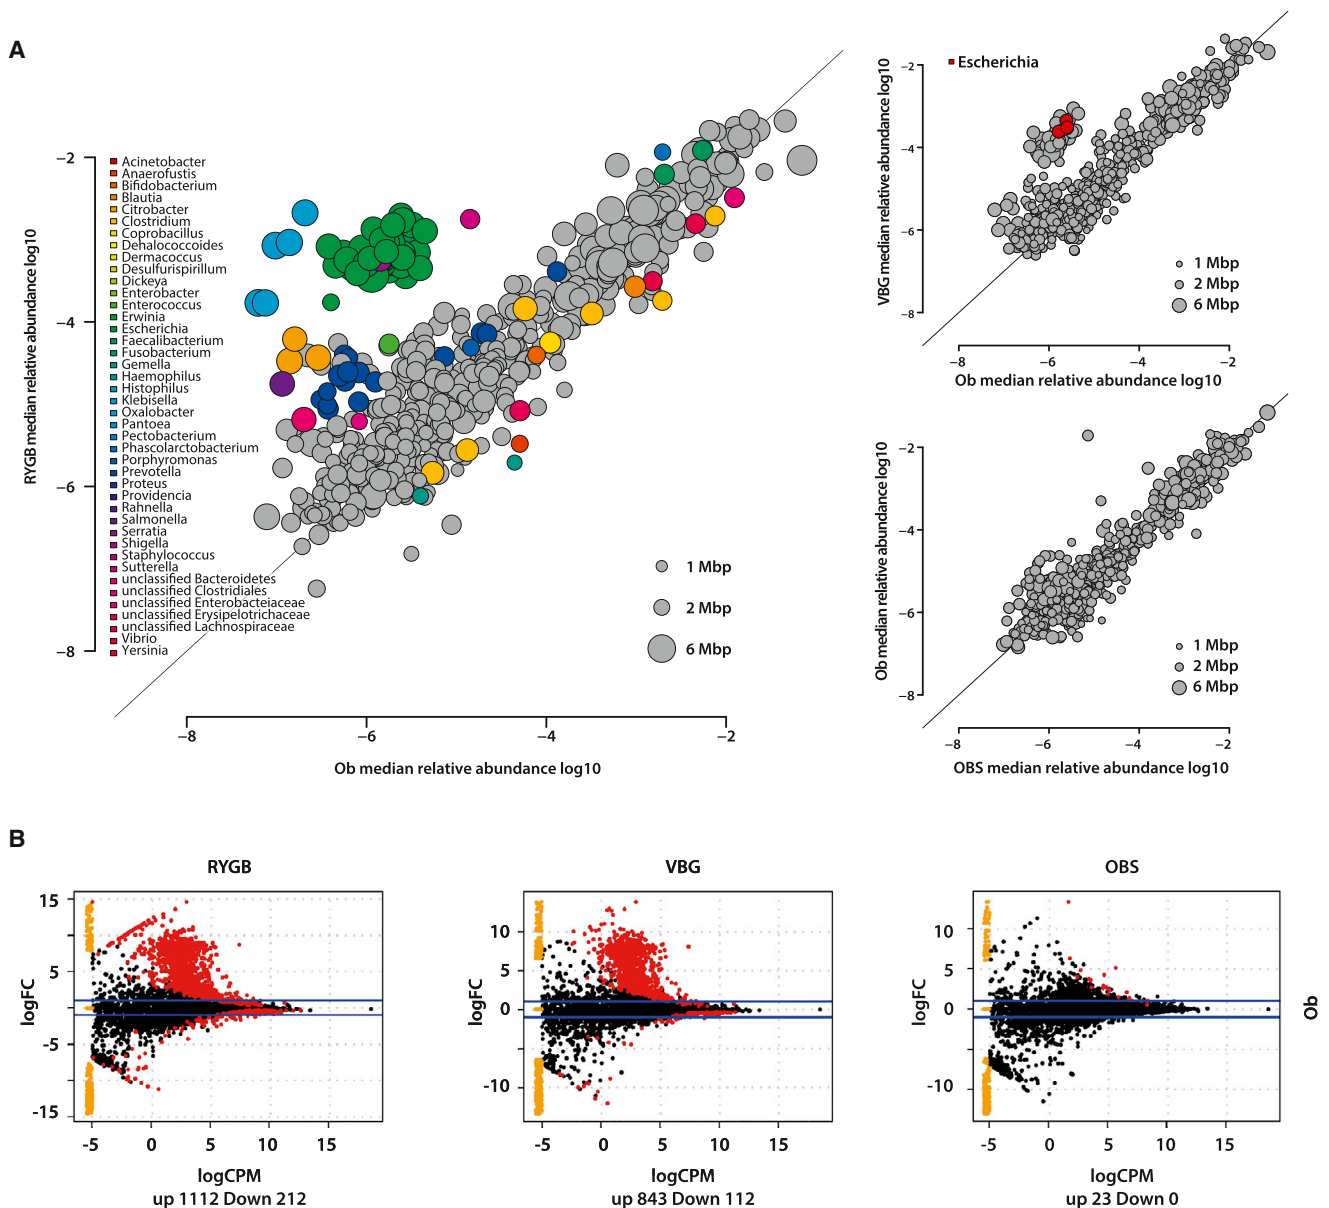 A
RYGB median relative abundance log10
−2
−4
−6
−8
Acinetobacter
Anaerofustis
Bifidobacterium
Blautia
Citrobacter
Clostridium
Coprobacillus
Dehalococcoides
Dermacoccus
Desulfurispirillum
Dickeya
Enterobacter
Enterococcus
Erwinia
Escherichia
Faecalibacterium
Fusobacterium
Gemella
Haemophilus
Histophilus
Klebisella
Oxalobacter
Pantoea
Pectobacterium
Phascolarctobacterium
Porphyromonas
Prevotella
Proteus
Providencia
Rahnella
Salmonella
Serratia
Shigella
Staphylococcus
Sutterella
unclassified Bacteroidetes
unclassified Clostridiales
unclassified Enterobacteiaceae
unclassified Erysipelotrichaceae
unclassified Lachnospiraceae
Vibrio
Yersinia
1 Mbp
2 Mbp
6 Mbp
−8 −6 −4 −2
Ob median relative abundance log10
VBG median relative abundance log10
−2
−4
−6
−8
Escherichia
1 Mbp
2 Mbp
6 Mbp
−8 −6 −4 −2
Ob median relative abundance log10
Ob median relative abundance log10
−2
−4
−6
−8
1 Mbp
2 Mbp
6 Mbp
−8 −6 −4 −2
OBS median relative abundance log10
B
RYGB
logFC
15
5
-5
-15
-5 0 5 10 15
logCPM
up 1112 Down 212
VBG
logFC
10
5
0
-10
-5 0 5 10 15
logCPM
up 843 Down 112
OBS
logFC
10
5
0
-10
-5 0 5 10 15
logCPM
up 23 Down 0
Ob